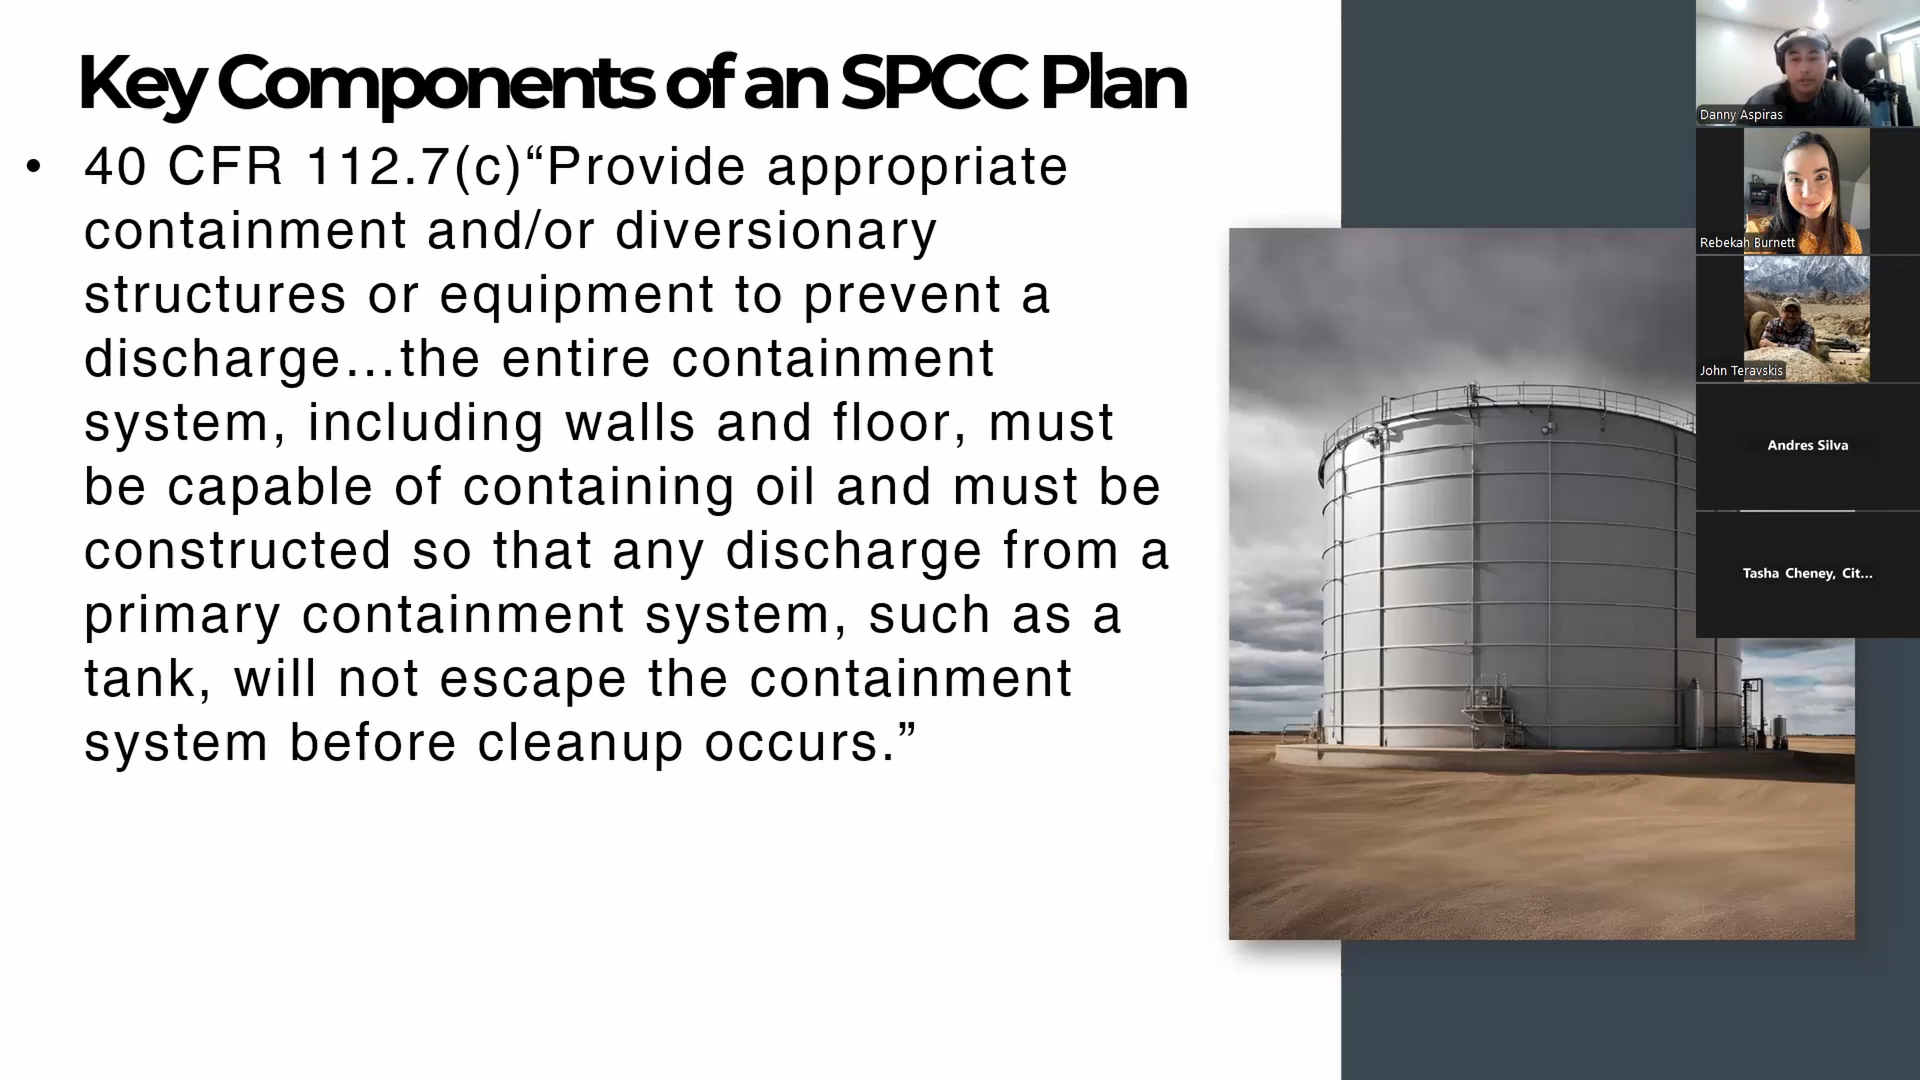 Key Components of an SPCC Plan
• 40 CFR 112.7(c)“Provide appropriate
containment and/or diversionary
structures or equipment to prevent a
discharge...the entire containment
system, including walls and floor, must
be capable of containing oil and must be
constructed so that any discharge from a
primary containment system, such as a
tank, will not escape the containment
system before cleanup occurs.”
Danny Aspiras
Rebekah Burnett
John Teravskis
Andres Silva
Tasha Cheney, Cit...